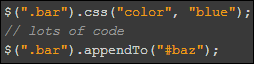 $(".bar").css("color", "blue");
// lots of code
$(".bar").appendTo("#baz");